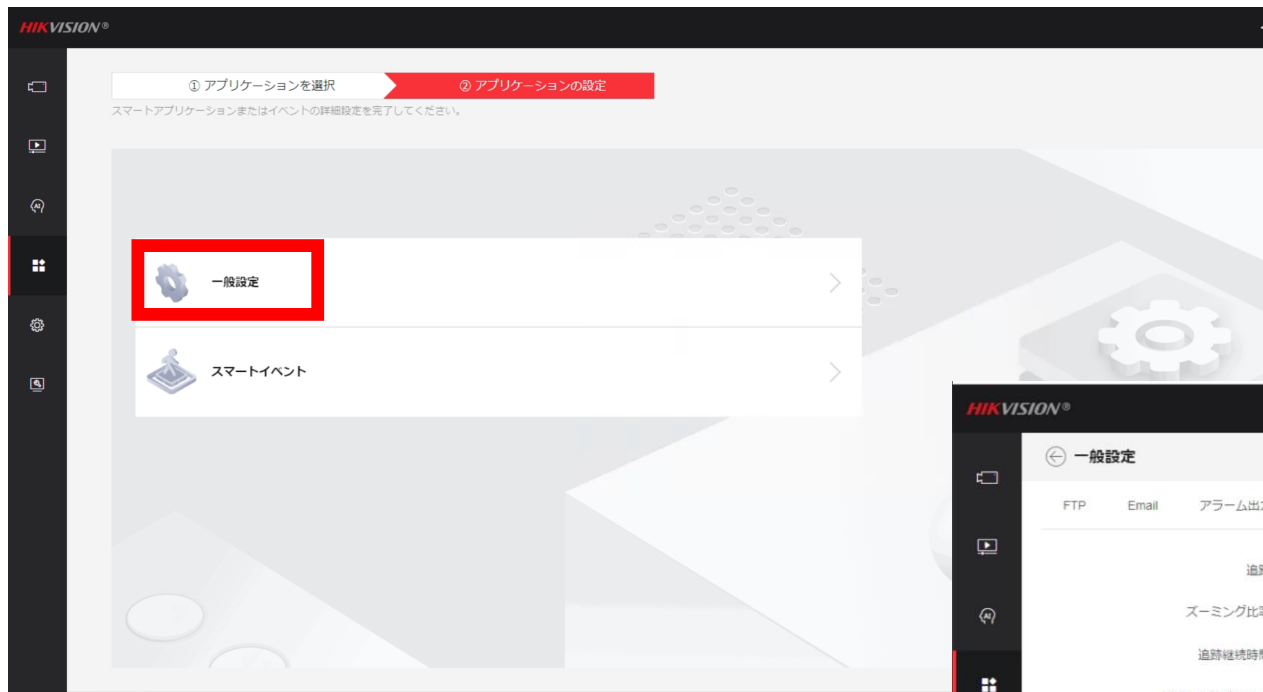 HIKVISION®
① アプリケーションを選択
② アプリケーションの設定
スマートアプリケーションまたはイベントの詳細設定を完了してください。
一般設定
スマートイベント
HIKVISION®
一般設定
FTP Email アラーム出
追跡
ズーミング比率
追跡継続時間